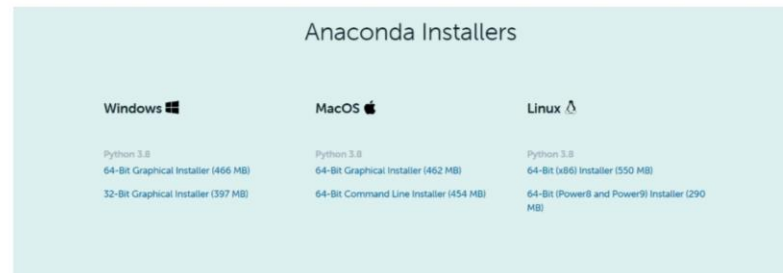 Anaconda Installers
Windows
MacOS
Linux
Python 3.8
Python 3.8
Python 3.8
64-Bit Graphical Installer (466 MB)
64-Bit Graphical Installer (462 MB)
64-Bit (x86) Installer (550 MB)
32-Bit Graphical Installer (397 MB)
64-Bit Command Line Installer (454 MB)
64-Bit (Power8 and Power9) Installer (290
MB)